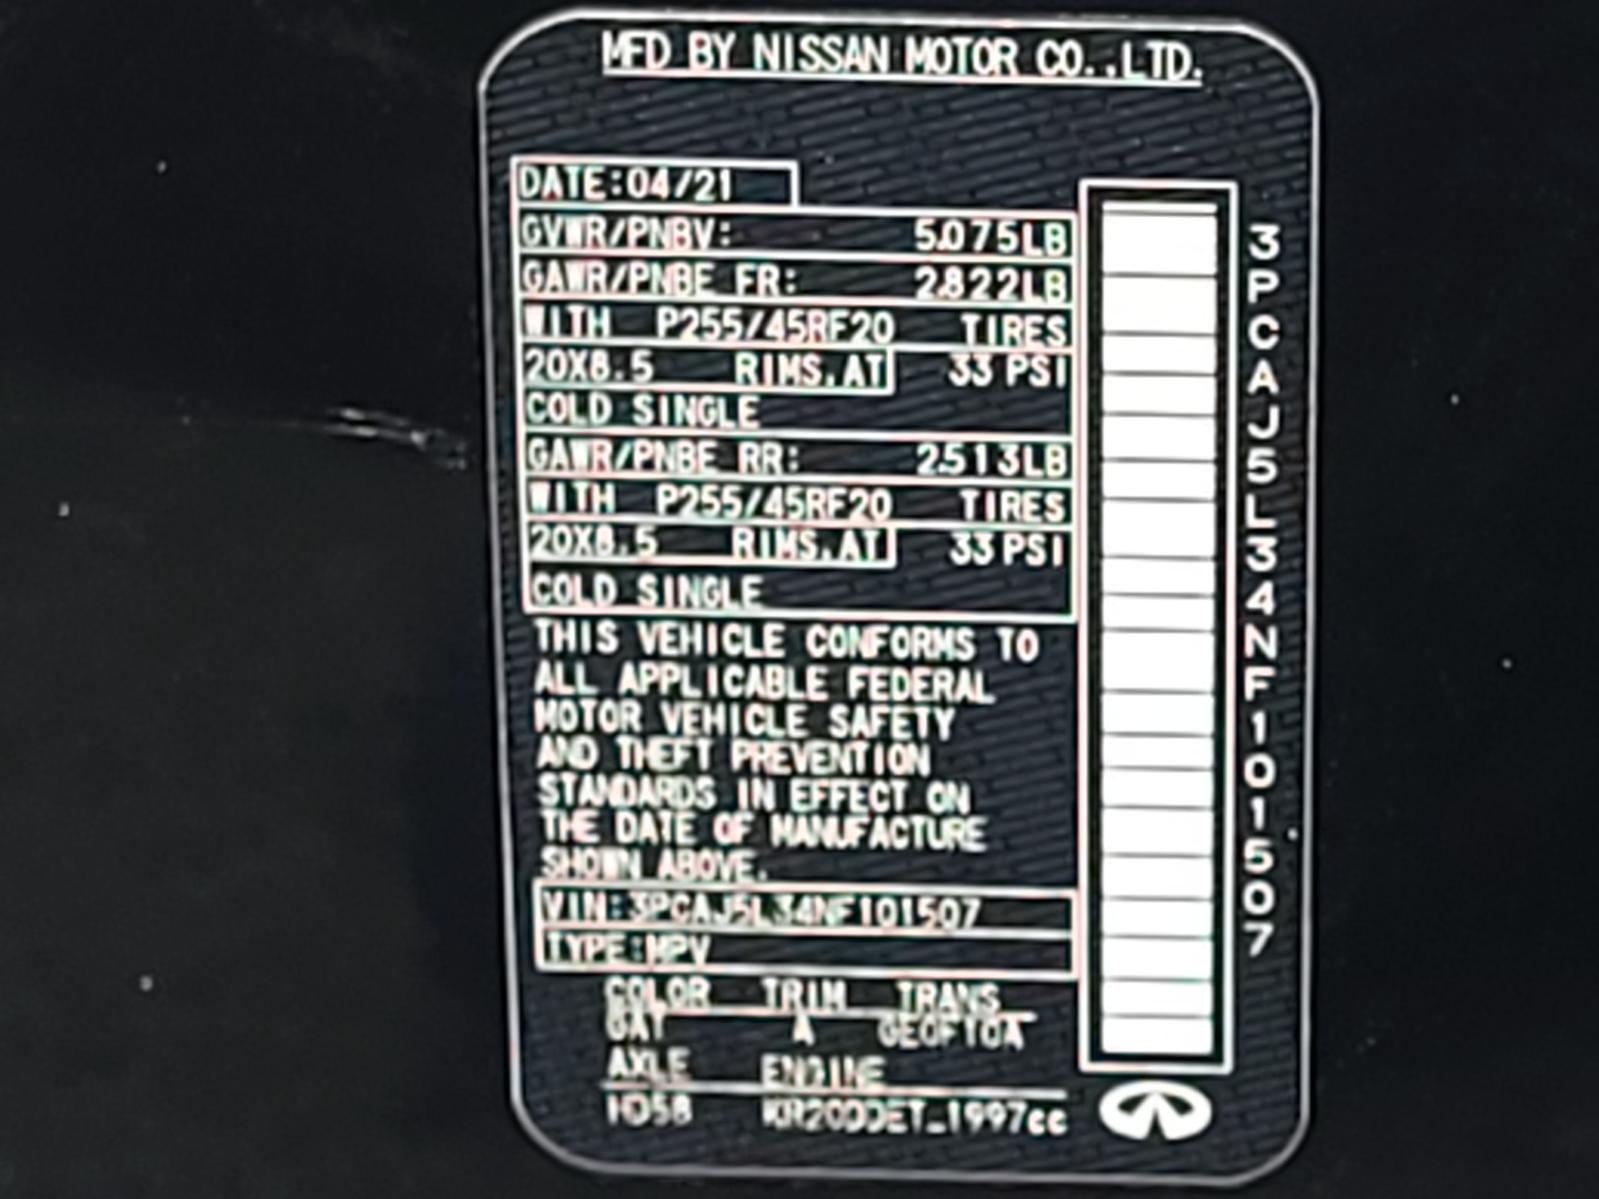 MFD BY NISSAN MOTOR CO.,LTD.
DATE:04/21
GVWR/PNBV: 5075LB
GAWR/PNBE FR: 2822LB
WITH P255/45RF20 TIRES
20X8.5 RIMS,AT 33 PSI
COLD SINGLE
GAWR/PNBE RR: 2513LB
WITH P255/45RF20 TIRES
20X8.5 RIMS,AT 33 PSI
COLD SINGLE
THIS VEHICLE CONFORMS TO
ALL APPLICABLE FEDERAL
MOTOR VEHICLE SAFETY
AND THEFT PREVENTION
STANDARDS IN EFFECT ON
THE DATE OF MANUFACTURE
SHOWN ABOVE.
VIN:3PCAJ5L34NF101507
TYPE:MPV
COLOR TRIM TRANS
A
AXLE ENGINE
KR20DDET_1997cc
3PCAJ5L34NF101507